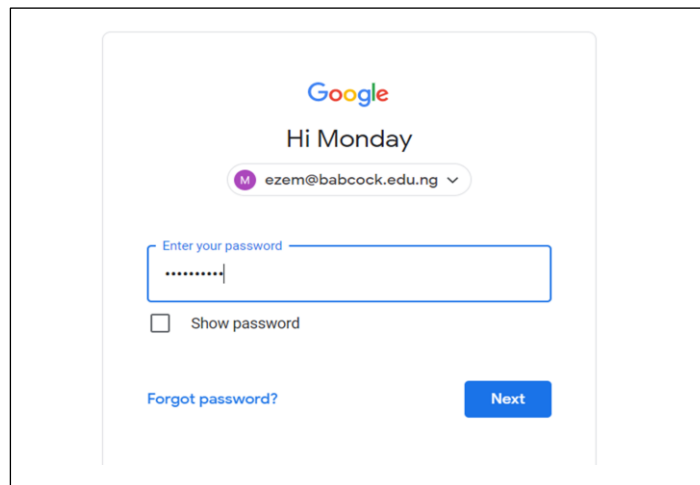 Google
Hi Monday
M ezem@babcock.edu.ng
Enter your password
••••••••••
Show password
Forgot password?
Next